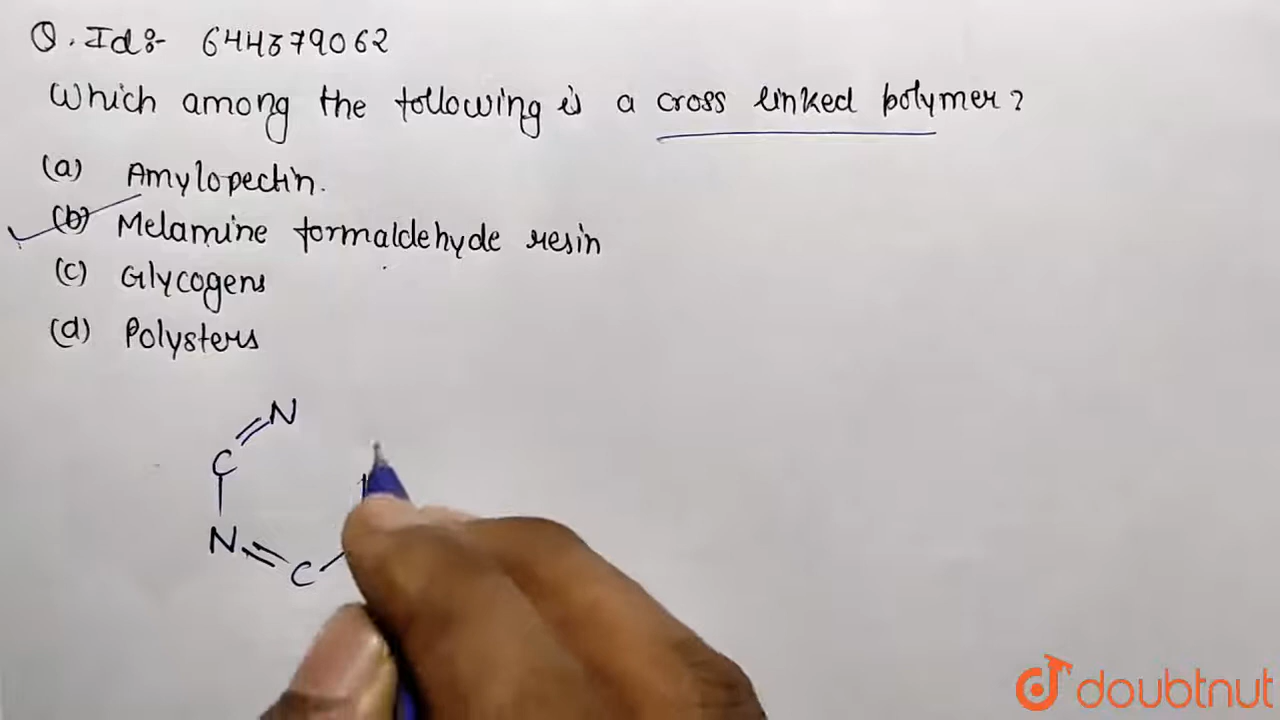 Q. Id:- 644379062
Which among the following is a cross linked polymer?
(a) Amylopectin.
(b) Melamine formaldehyde resin
(c) Glycogens
(d) Polysters
N
C
N
C
doubtnut